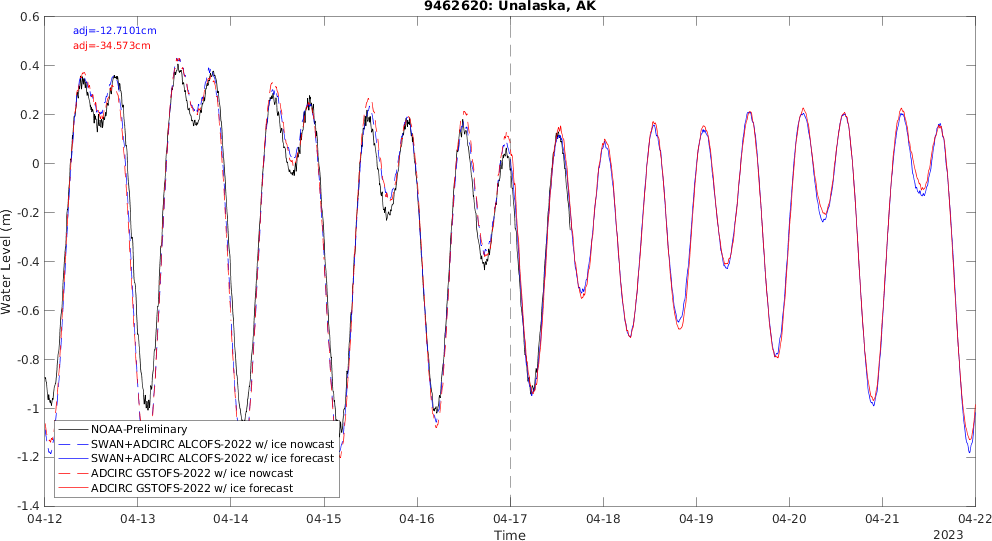 9462620: Unalaska, AK
adj=-12.7101cm
adj=-34.573cm
0.6
0.4
0.2
0
-0.2
-0.4
-0.6
-0.8
-1
-1.2
-1.4
Water Level (m)
NOAA-Preliminary
SWAN+ADCIRC ALCOFS-2022 w/ ice nowcast
SWAN+ADCIRC ALCOFS-2022 w/ ice forecast
ADCIRC GSTOFS-2022 w/ ice nowcast
ADCIRC GSTOFS-2022 w/ ice forecast
04-12 04-13 04-14 04-15 04-16 04-17 04-18 04-19 04-20 04-21 04-22
Time
2023